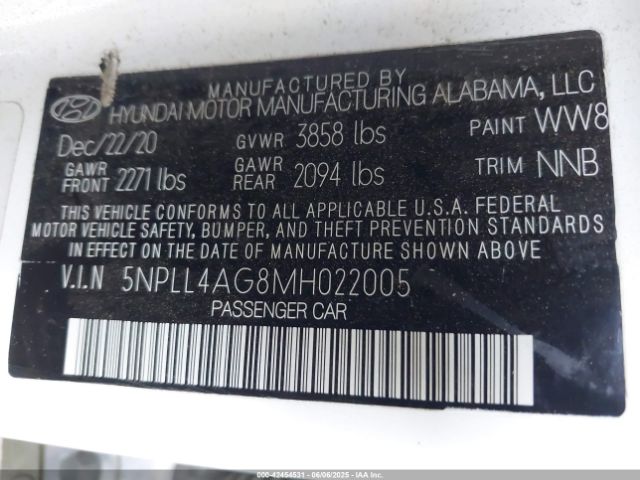 MANUFACTURED BY
HYUNDAI MOTOR MANUFACTURING ALABAMA, LLC
Dec/22/20 GVWR 3858 lbs PAINT WW8
GAWR FRONT 2271 lbs GAWR REAR 2094 lbs TRIM NNB
THIS VEHICLE CONFORMS TO ALL APPLICABLE U.S.A. FEDERAL
MOTOR VEHICLE SAFETY, BUMPER, AND THEFT PREVENTION STANDARDS
IN EFFECT ON THE DATE OF MANUFACTURE SHOWN ABOVE.
V.I.N 5NPLL4AG8MH022005
PASSENGER CAR
000-42454531 - 06/06/2025 - IAA Inc.